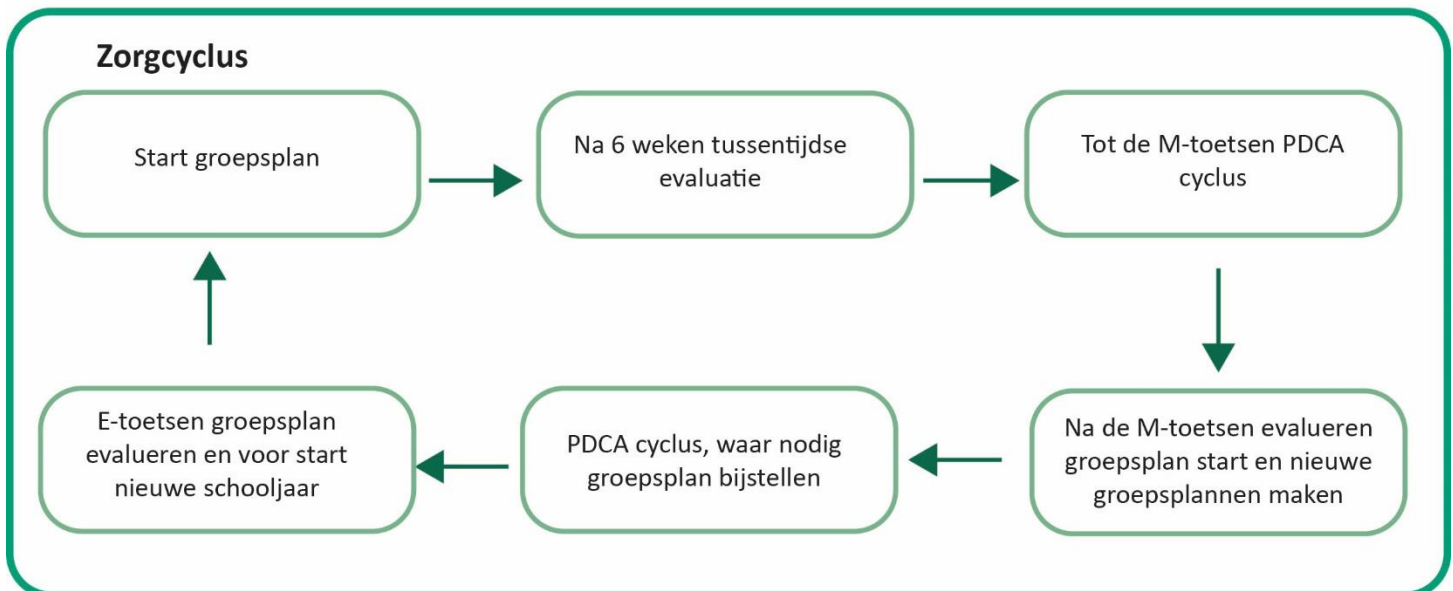 Zorgcyclus
Start groepsplan
Na 6 weken tussentijdse
evaluatie
Tot de M-toetsen PDCA
cyclus
Na de M-toetsen evalueren
groepsplan start en nieuwe
groepsplannen maken
PDCA cyclus, waar nodig
groepsplan bijstellen
E-toetsen groepsplan
evalueren en voor start
nieuwe schooljaar